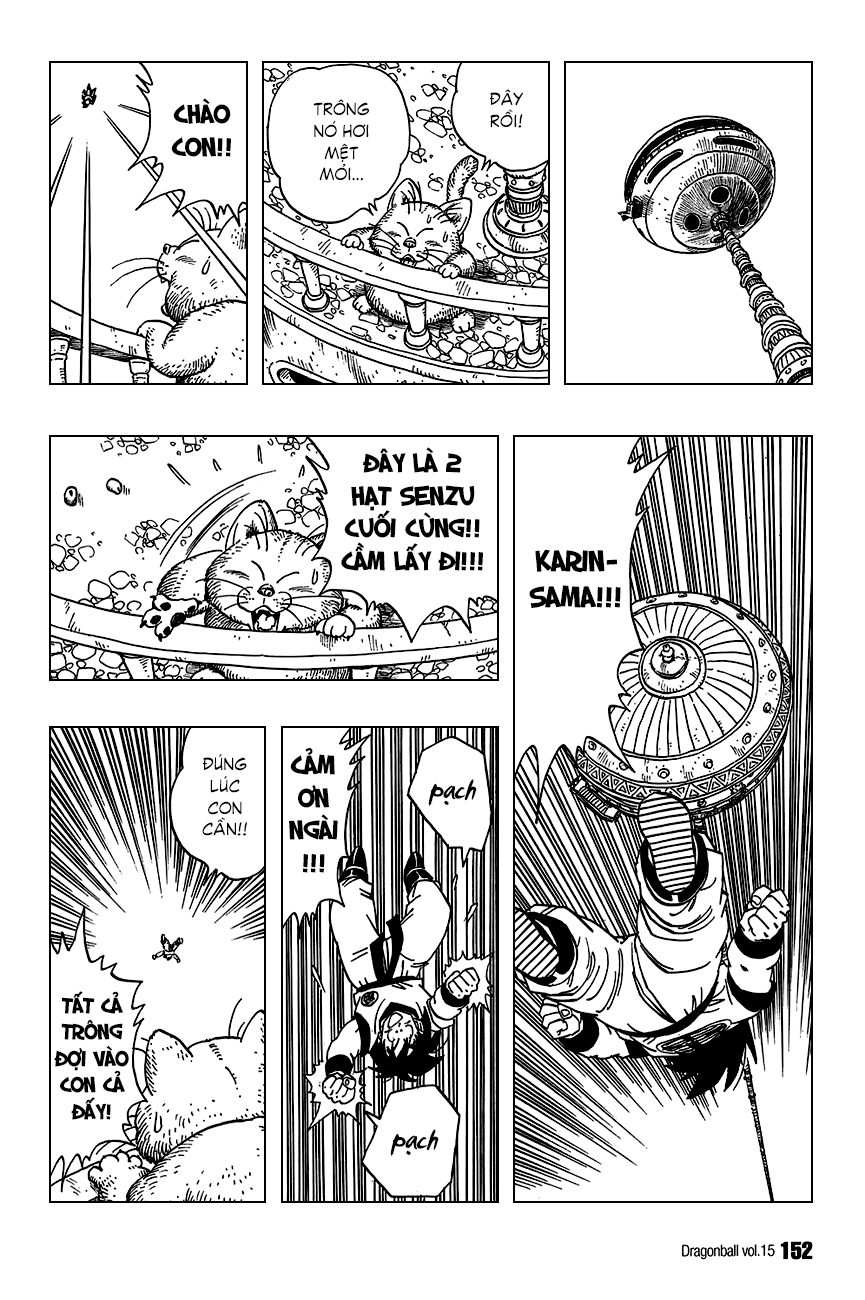 ĐÂY
RỒI!
TRÔNG
NÓ HƠI
MỆT
MỎI...
CHÀO
CON!!
KARIN-
SAMA!!!
ĐÂY LÀ 2
HẠT SENZU
CUỐI CÙNG!!
CẦM LẤY ĐI!!!
pạch
pạch
CẢM
ƠN
NGÀI
!!!
ĐÚNG
LÚC
CON
CẦN!!
TẤT CẢ
TRÔNG
ĐỢI VÀO
CON CẢ
ĐẤY!
Dragonball vol.15 152